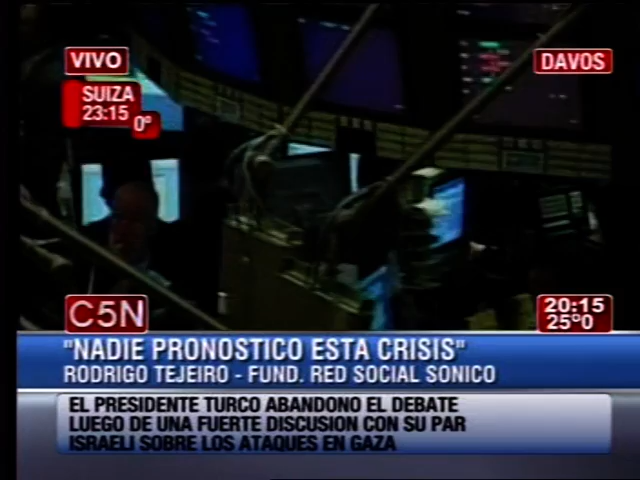 VIVO
DAVOS
SUIZA
23:15
0°
C5N
20:15
25°0
"NADIE PRONOSTICO ESTA CRISIS"
RODRIGO TEJEIRO - FUND. RED SOCIAL SONICO
EL PRESIDENTE TURCO ABANDONO EL DEBATE
LUEGO DE UNA FUERTE DISCUSION CON SU PAR
ISRAELI SOBRE LOS ATAQUES EN GAZA